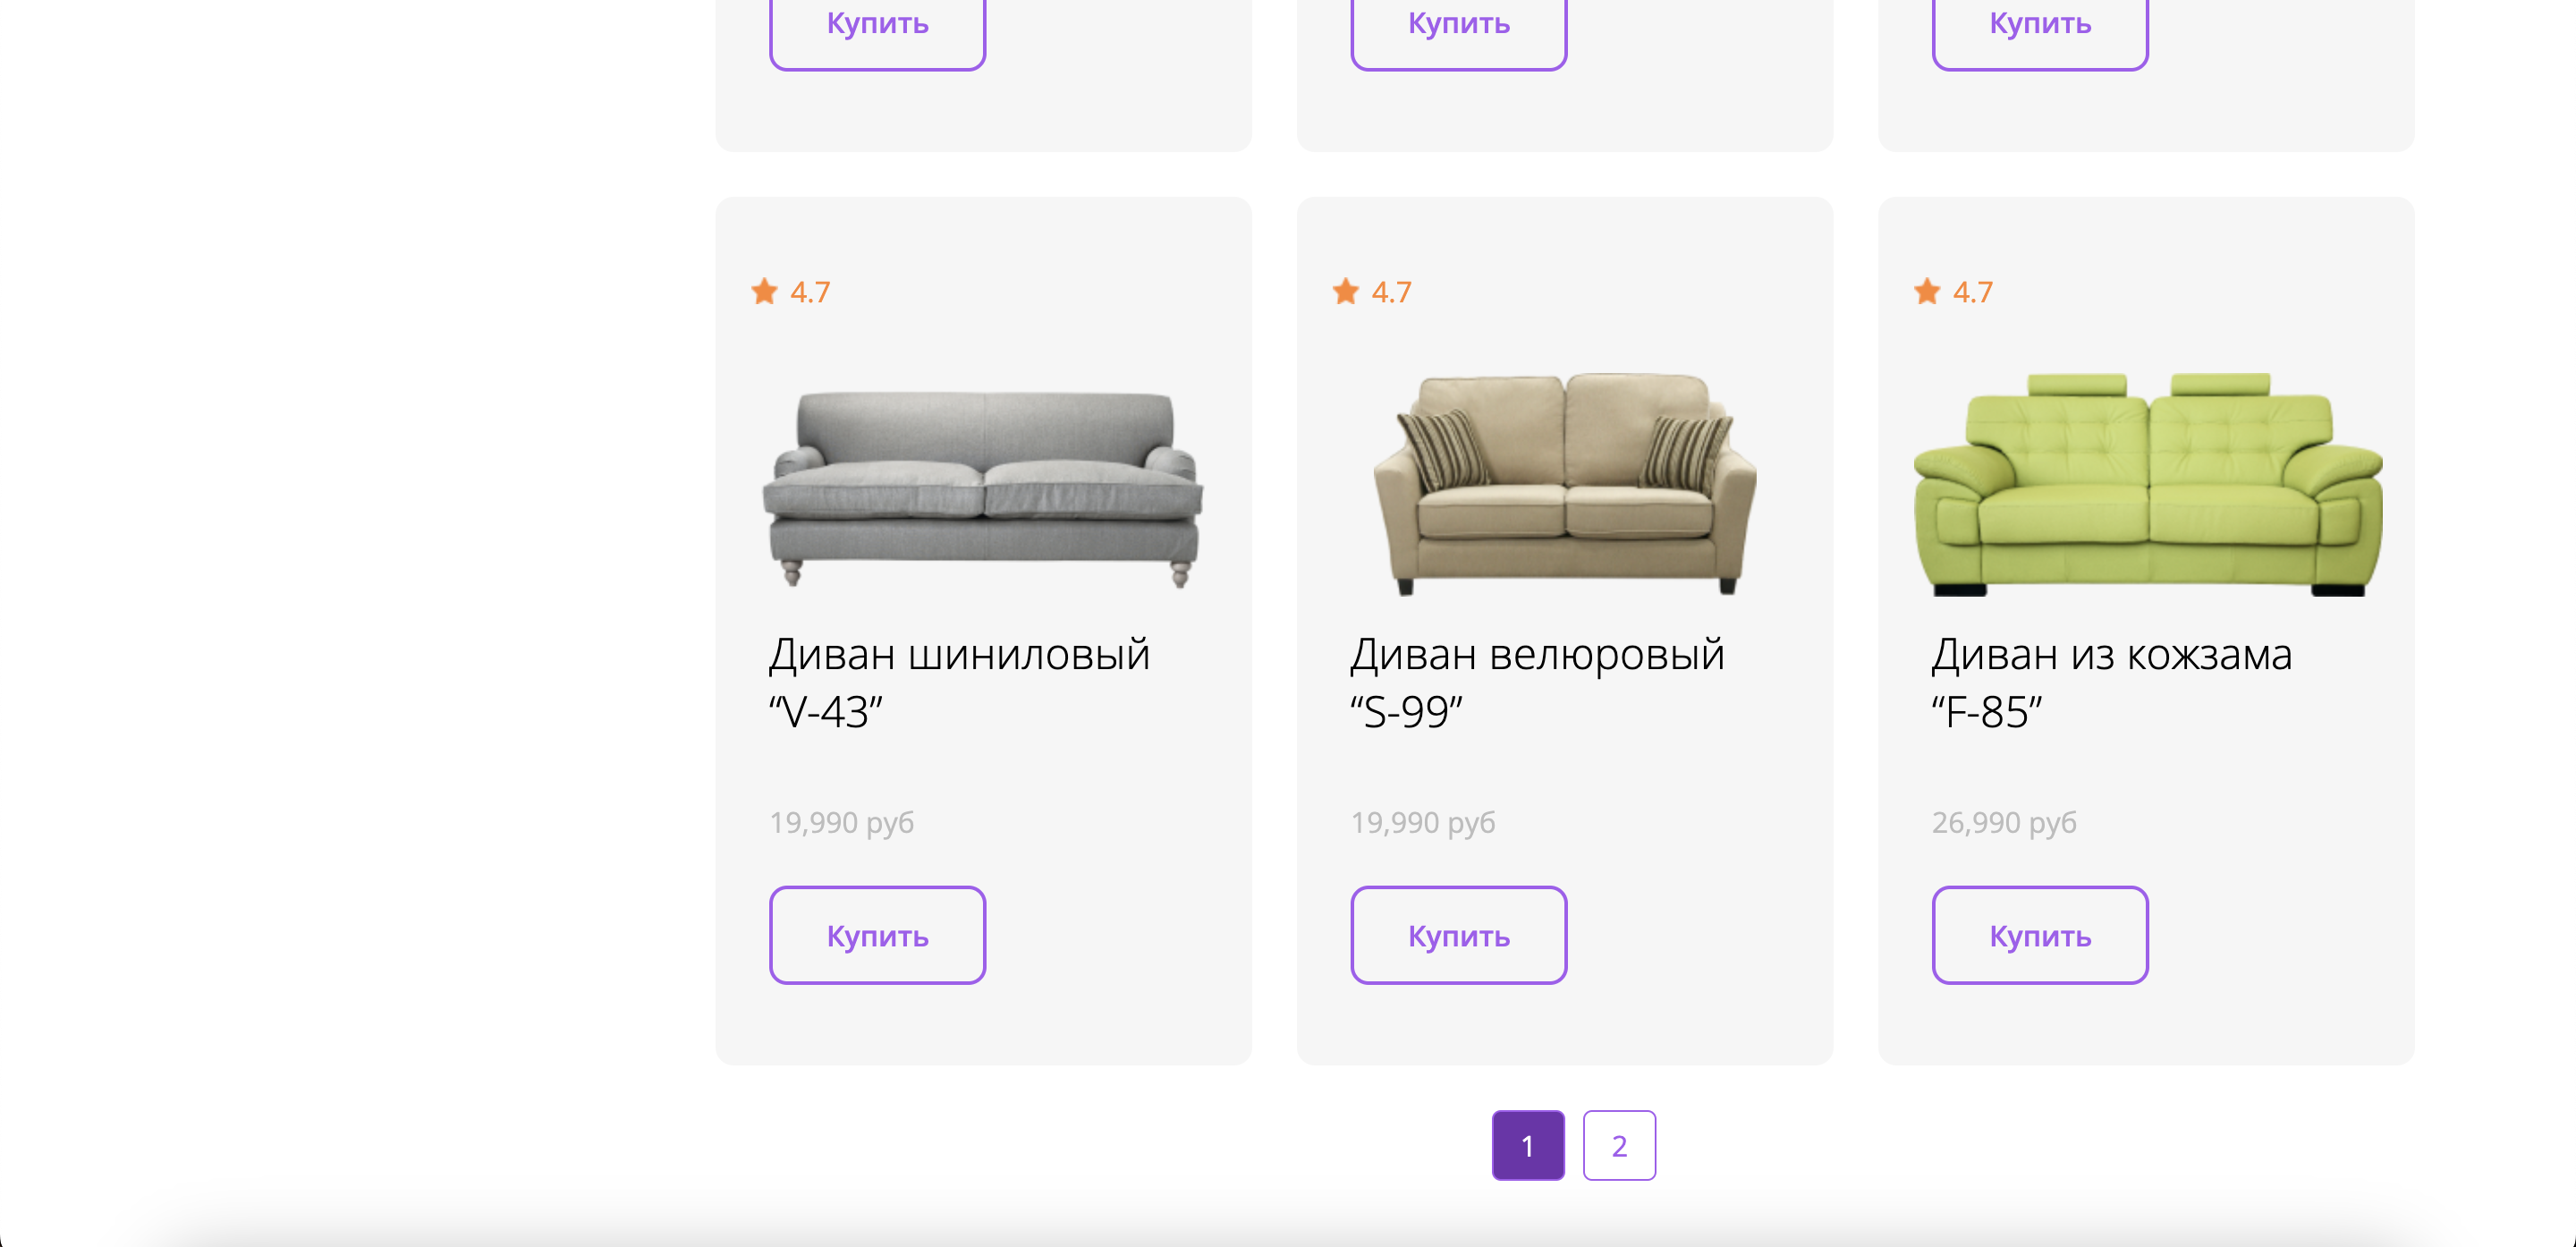 Купить Купить Купить
4.7 4.7 4.7
Диван шиниловый Диван велюровый Диван из кожзама
“V-43” “S-99” “F-85”
19,990 руб 19,990 руб 26,990 руб
Купить Купить Купить
1 2